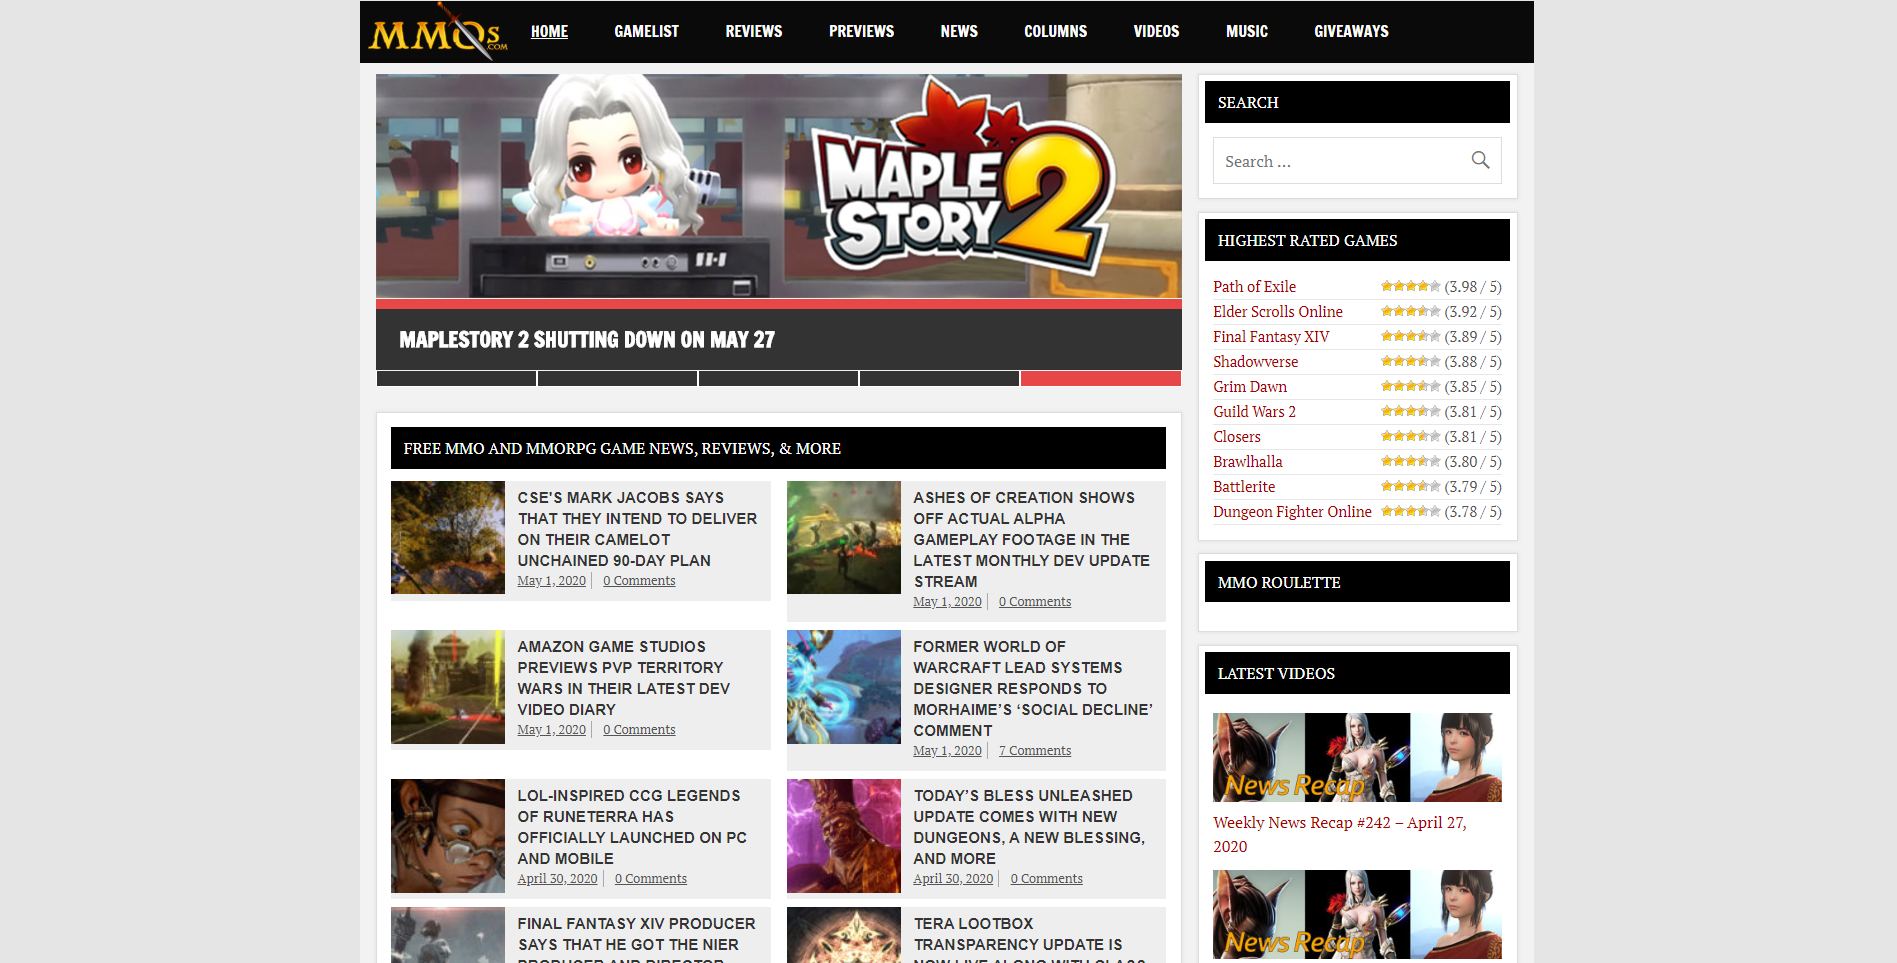 MMOs
.COM
HOME
GAMELIST
REVIEWS
PREVIEWS
NEWS
COLUMNS
VIDEOS
MUSIC
GIVEAWAYS
MAPLE
STORY 2
MAPLESTORY 2 SHUTTING DOWN ON MAY 27
FREE MMO AND MMORPG GAME NEWS, REVIEWS, & MORE
CSE'S MARK JACOBS SAYS
THAT THEY INTEND TO DELIVER
ON THEIR CAMELOT
UNCHAINED 90-DAY PLAN
May 1, 2020
0 Comments
ASHES OF CREATION SHOWS
OFF ACTUAL ALPHA
GAMEPLAY FOOTAGE IN THE
LATEST MONTHLY DEV UPDATE
STREAM
May 1, 2020
0 Comments
AMAZON GAME STUDIOS
PREVIEWS PVP TERRITORY
WARS IN THEIR LATEST DEV
VIDEO DIARY
May 1, 2020
0 Comments
FORMER WORLD OF
WARCRAFT LEAD SYSTEMS
DESIGNER RESPONDS TO
MORHAIME’S ‘SOCIAL DECLINE’
COMMENT
May 1, 2020
7 Comments
LOL-INSPIRED CCG LEGENDS
OF RUNETERRA HAS
OFFICIALLY LAUNCHED ON PC
AND MOBILE
April 30, 2020
0 Comments
TODAY’S BLESS UNLEASHED
UPDATE COMES WITH NEW
DUNGEONS, A NEW BLESSING,
AND MORE
April 30, 2020
0 Comments
FINAL FANTASY XIV PRODUCER
SAYS THAT HE GOT THE NIER
PRODUCER AND DIRECTOR
TERA LOOTBOX
TRANSPARENCY UPDATE IS
NOW LIVE ALONG WITH CLASS
SEARCH
Search …
HIGHEST RATED GAMES
Path of Exile (3.98 / 5)
Elder Scrolls Online (3.92 / 5)
Final Fantasy XIV (3.89 / 5)
Shadowverse (3.88 / 5)
Grim Dawn (3.85 / 5)
Guild Wars 2 (3.81 / 5)
Closers (3.81 / 5)
Brawlhalla (3.80 / 5)
Battlerite (3.79 / 5)
Dungeon Fighter Online (3.78 / 5)
MMO ROULETTE
LATEST VIDEOS
News Recap
Weekly News Recap #242 – April 27,
2020
News Recap